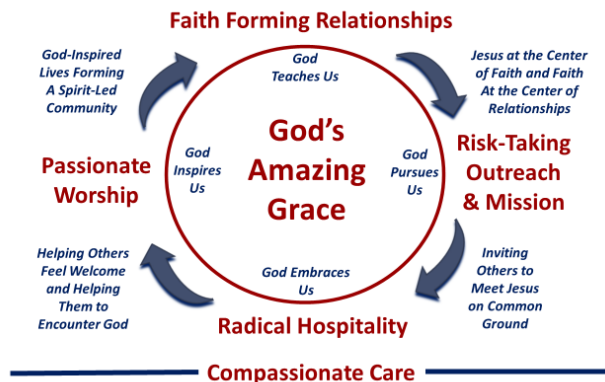 Faith Forming Relationships
God-Inspired
Lives Forming
A Spirit-Led
Community
God
Teaches Us
Jesus at the Center
of Faith and Faith
At the Center of
Relationships
Passionate
Worship
God
Inspires
Us
God's
Amazing
Grace
God
Pursues
Us
Risk-Taking
Outreach
& Mission
Helping Others
Feel Welcome
and Helping
Them to
Encounter God
God Embraces
Us
Inviting
Others to
Meet Jesus
on Common
Ground
Radical Hospitality
Compassionate Care